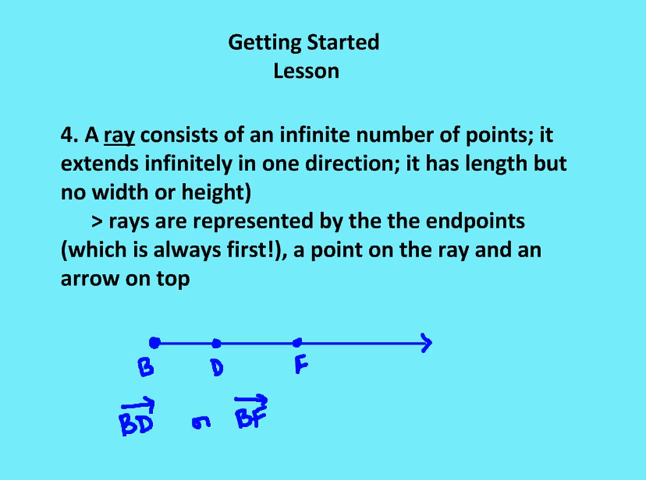 Getting Started
Lesson
4. A ray consists of an infinite number of points; it
extends infinitely in one direction; it has length but
no width or height)
> rays are represented by the the endpoints
(which is always first!), a point on the ray and an
arrow on top
B D F
BD or BF